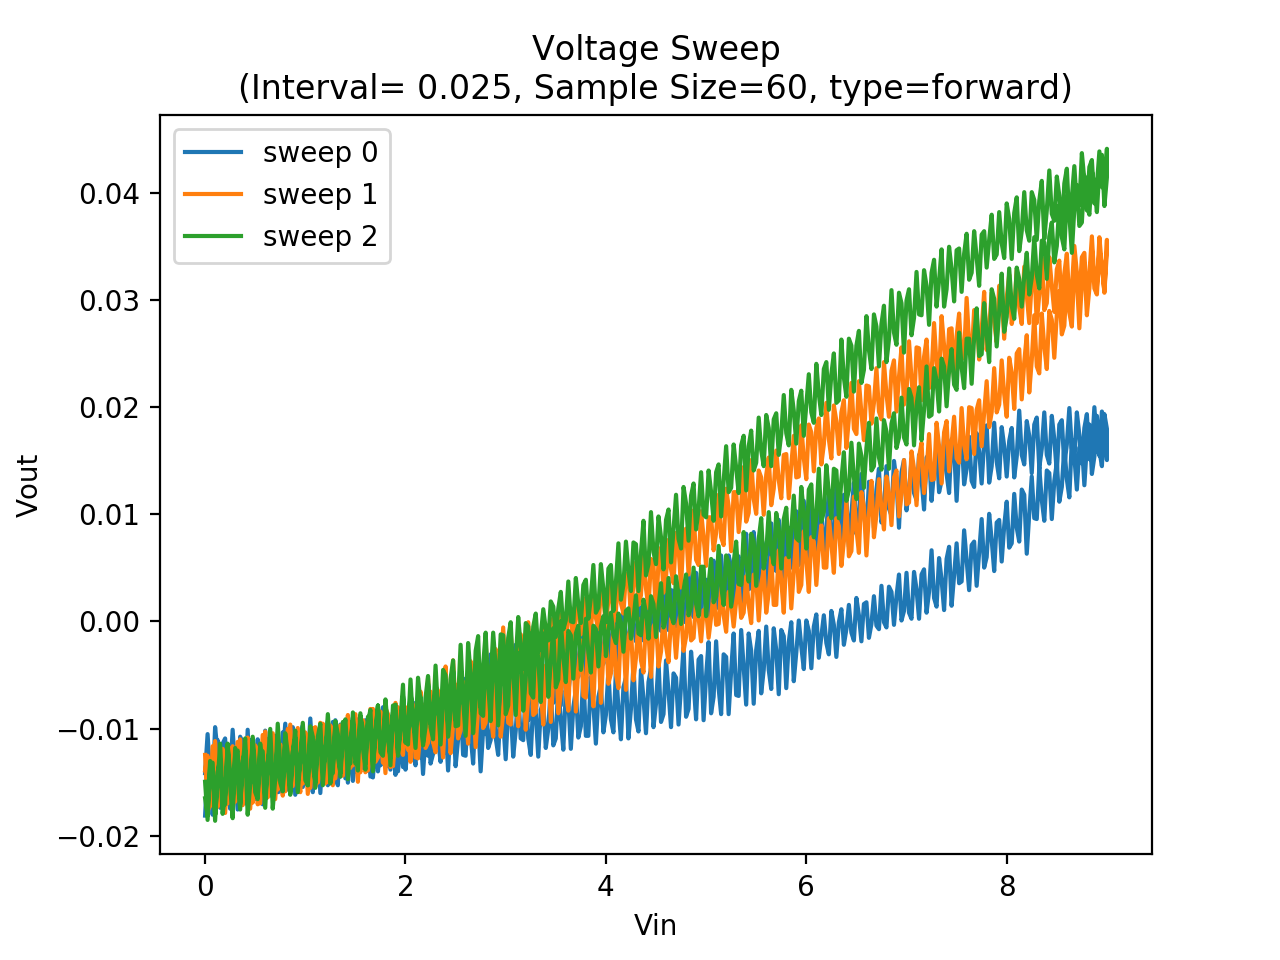 Voltage Sweep
(Interval= 0.025, Sample Size=60, type=forward)
sweep 0
sweep 1
sweep 2
0.04
0.03
0.02
0.01
0.00
−0.01
−0.02
Vout
0 2 4 6 8
Vin